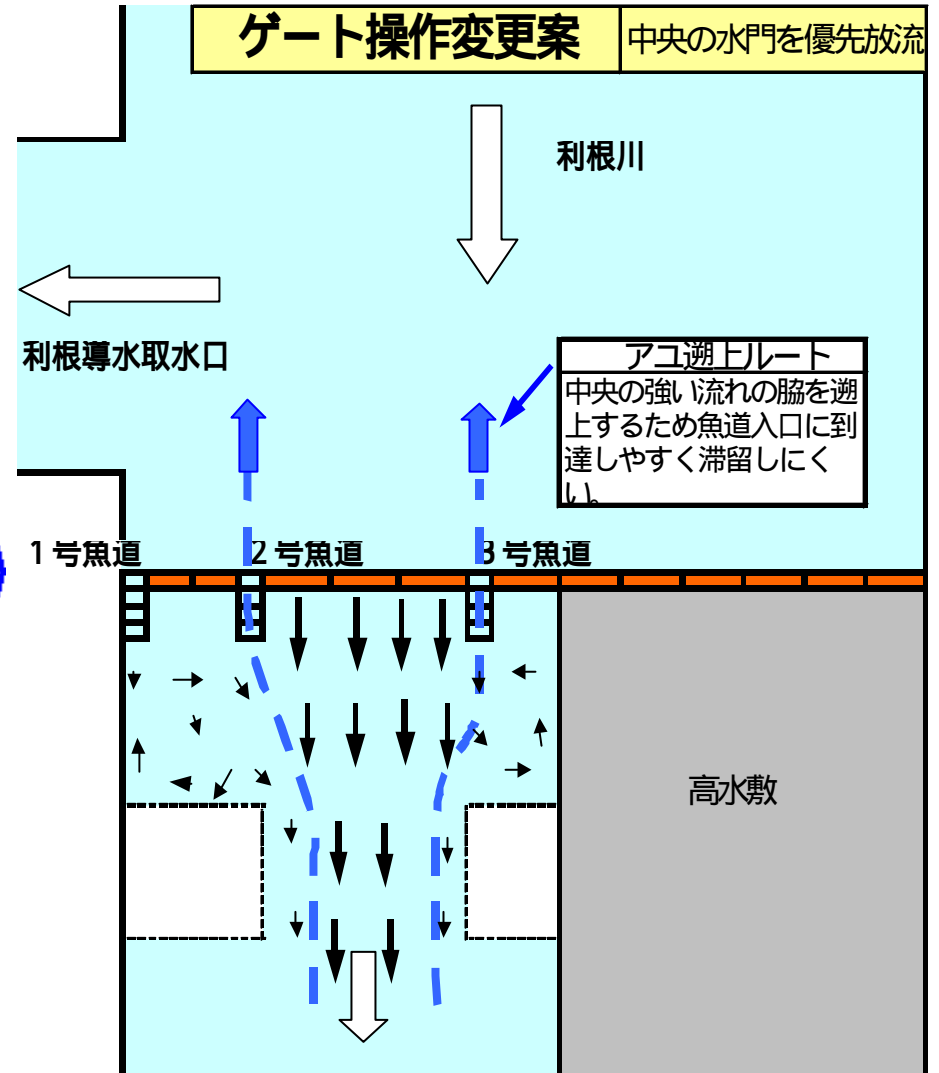 ゲート操作変更案
中央の水門を優先放流
利根川
利根導水取水口
アユ遡上ルート
中央の強い流れの脇を遡
上するため魚道入口に到
達しやすく滞留しにく
い。
1号魚道
2号魚道
3号魚道
高水敷